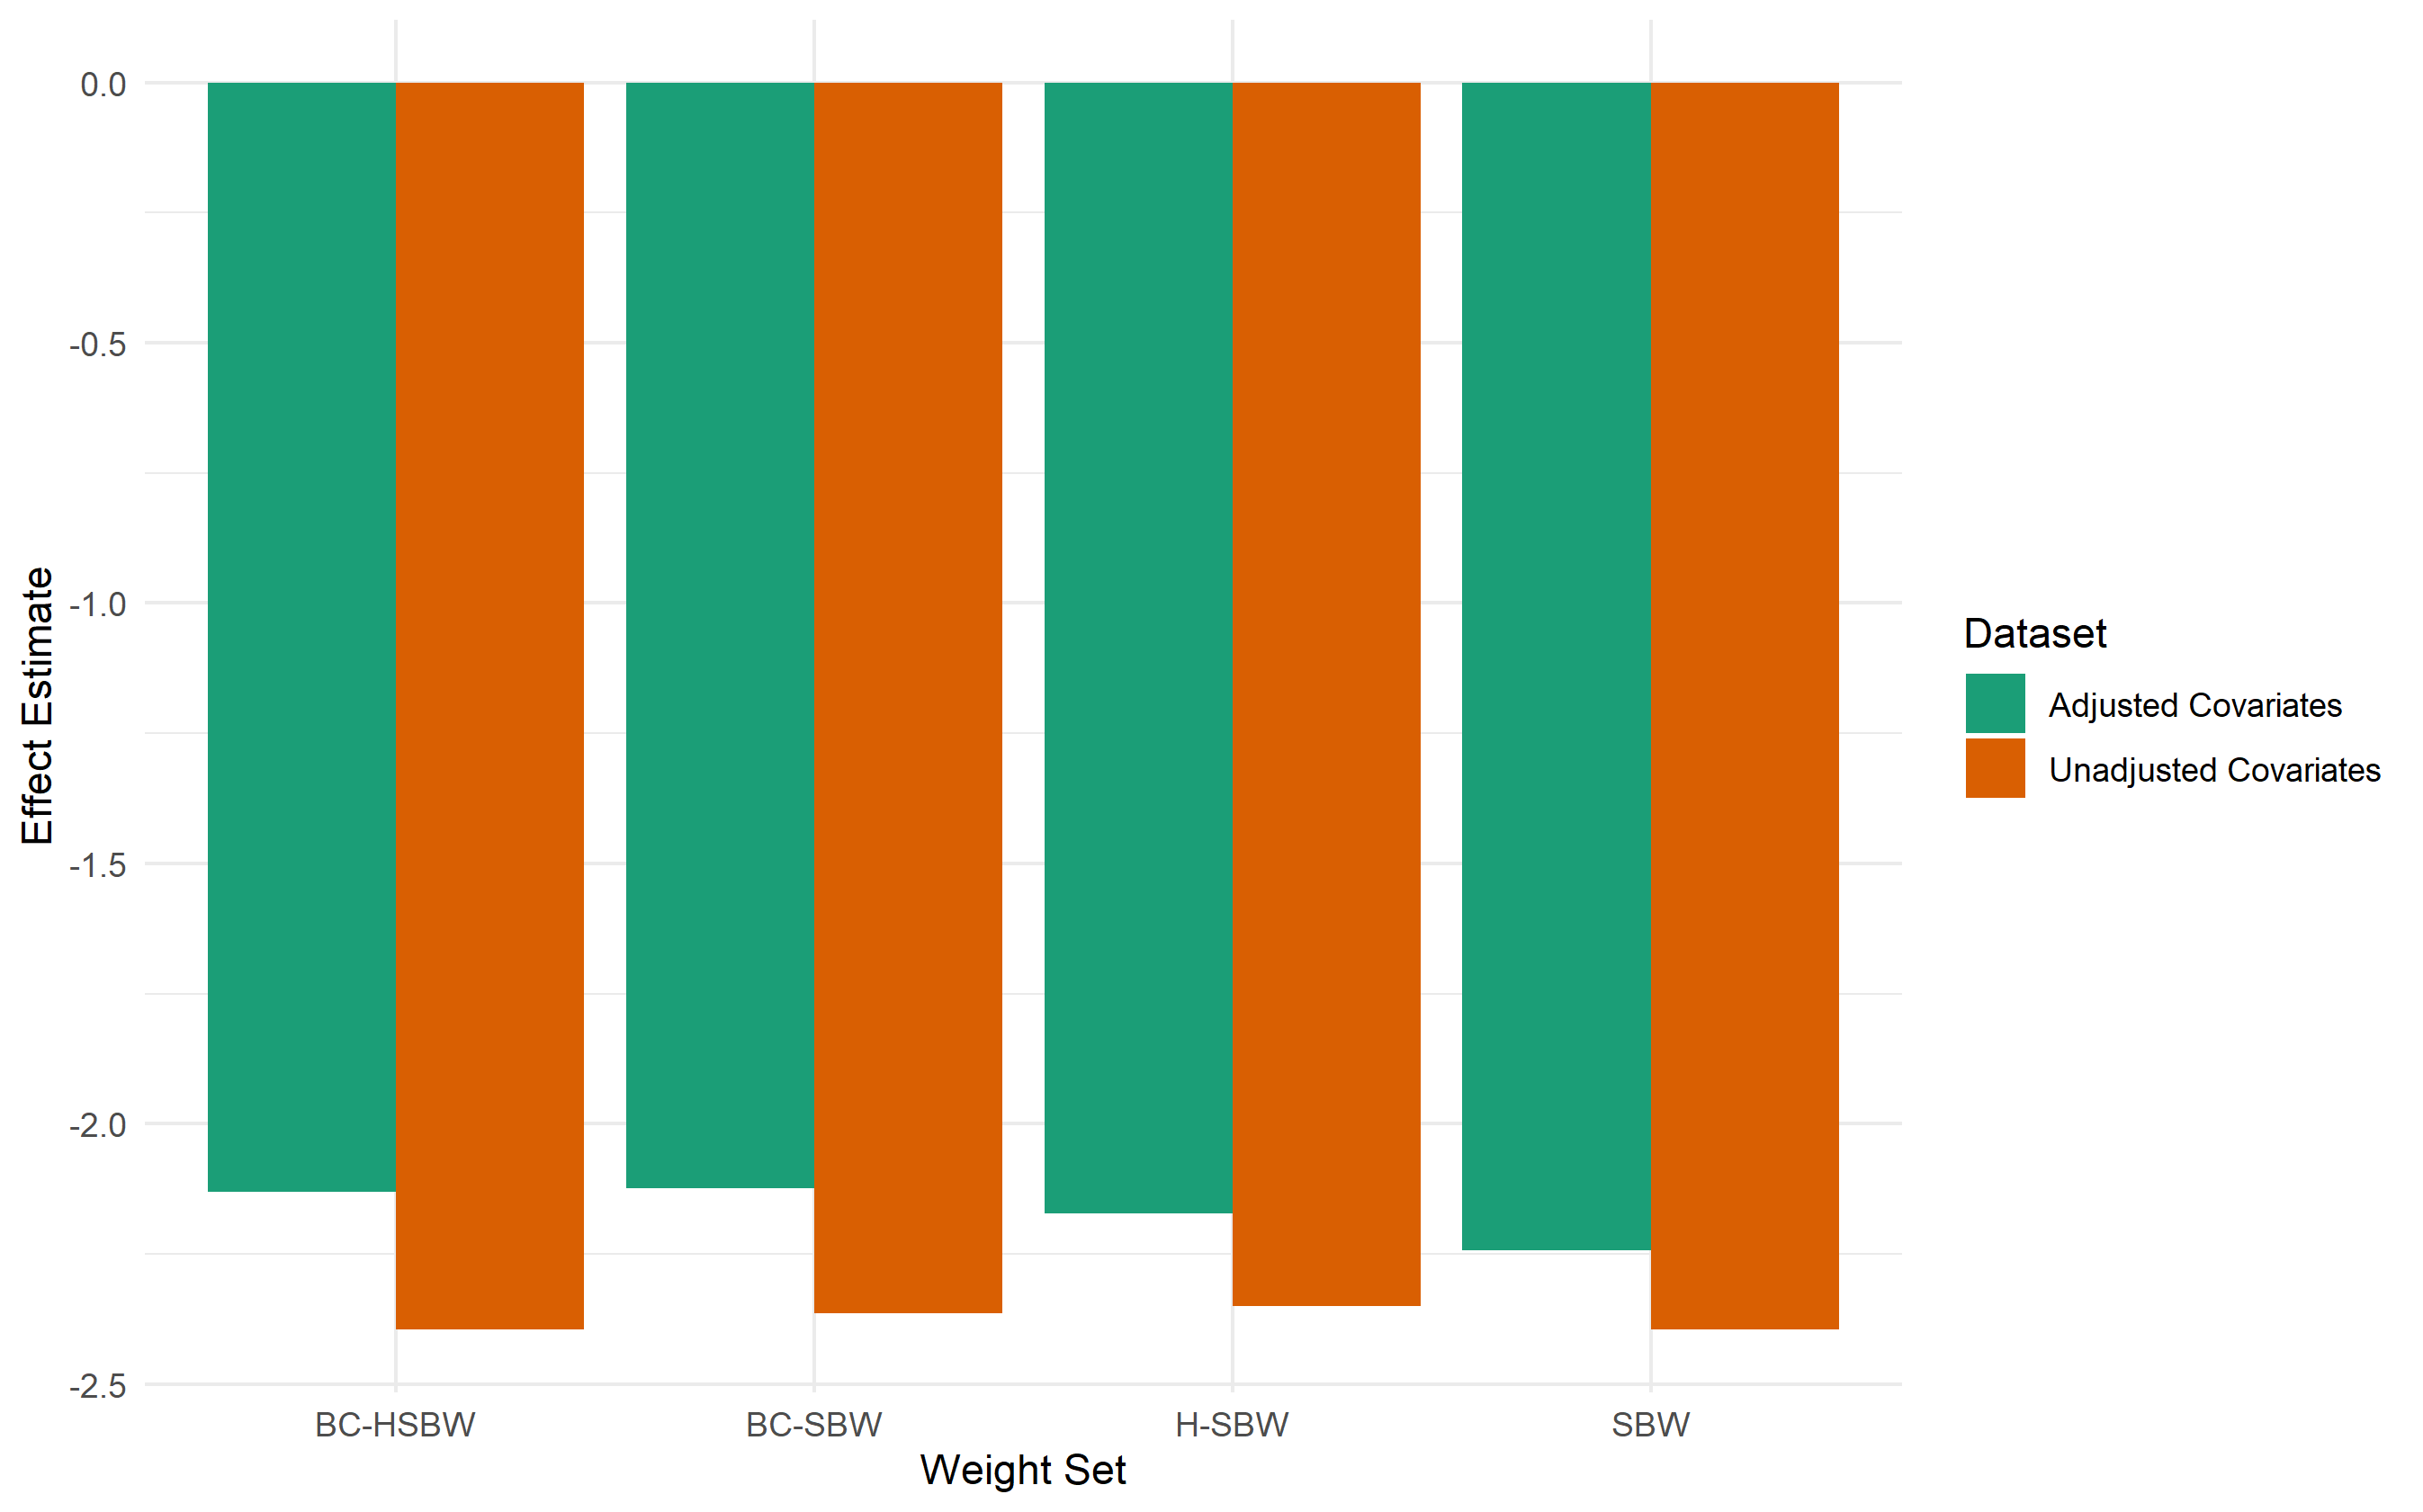 0.0
-0.5
-1.0
-1.5
-2.0
-2.5
Effect Estimate
BC-HSBW
BC-SBW
H-SBW
SBW
Weight Set
Dataset
Adjusted Covariates
Unadjusted Covariates